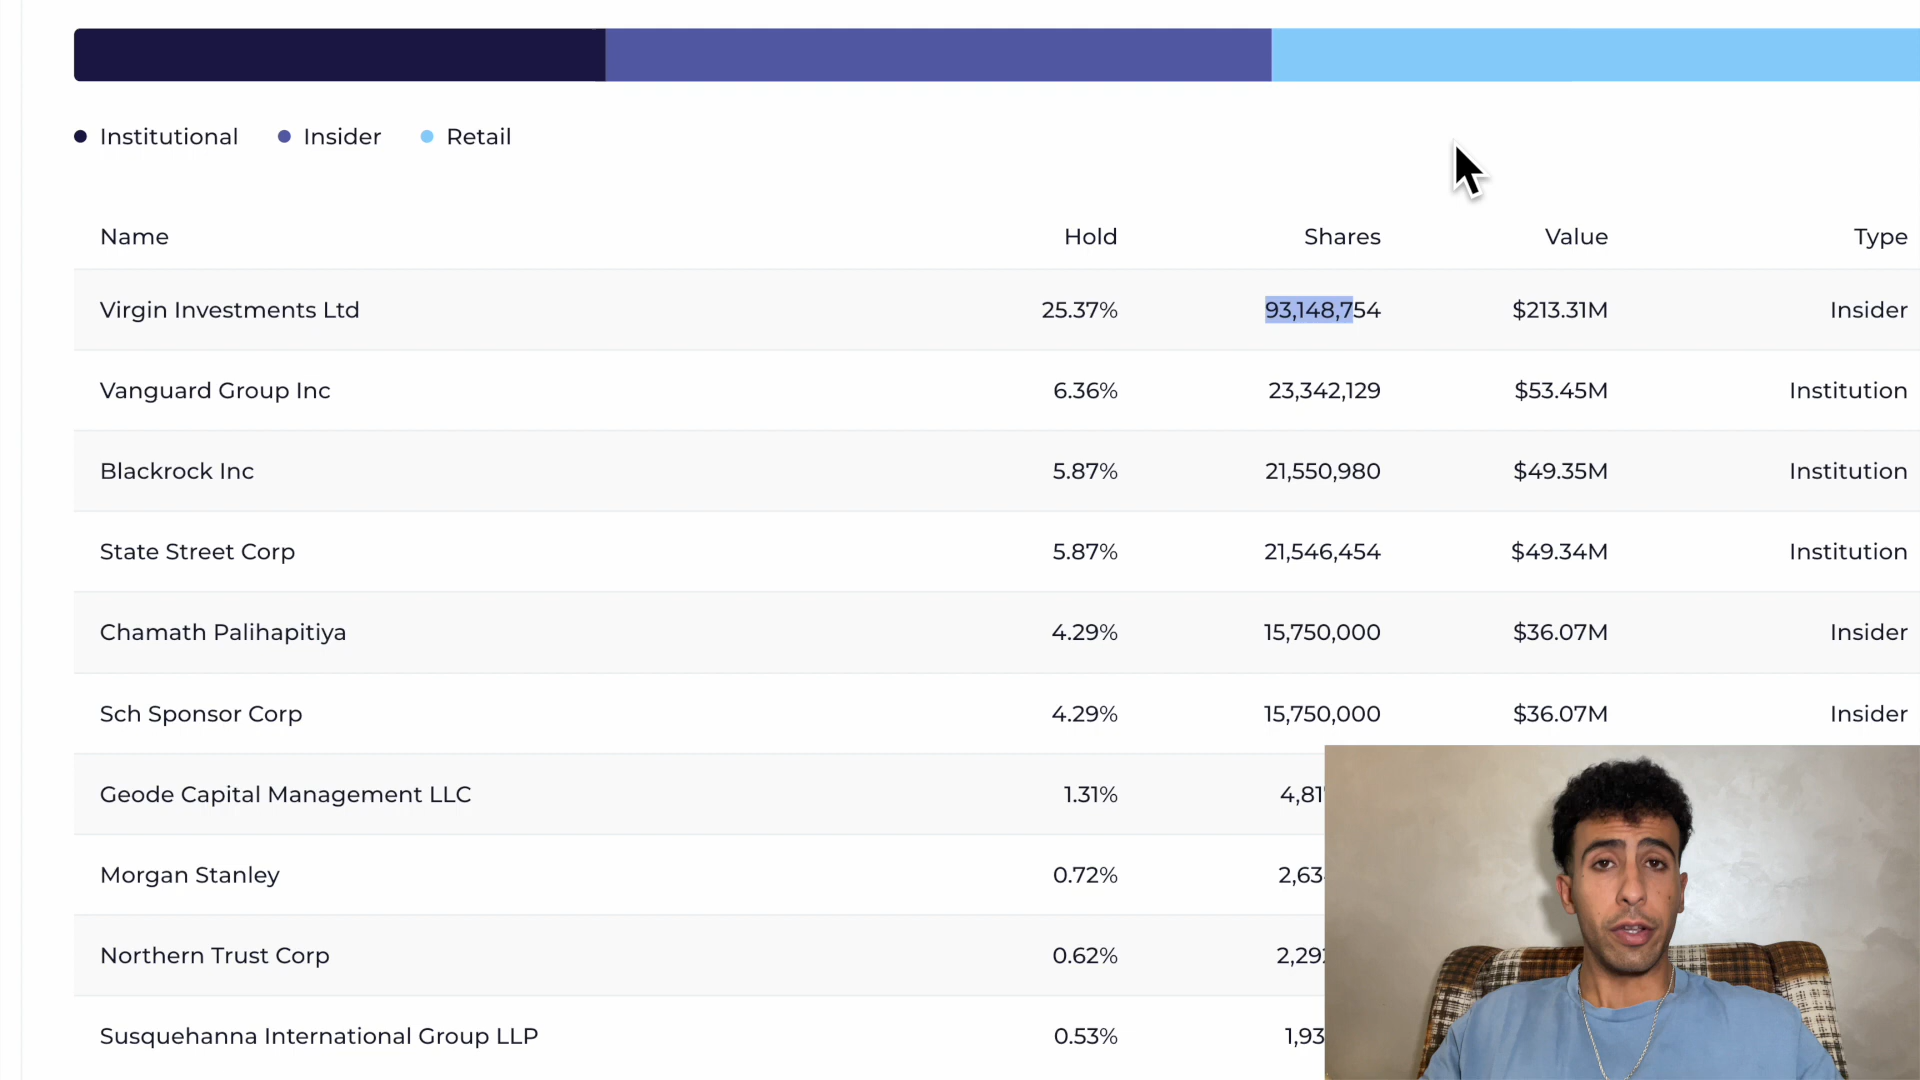 Institutional Insider Retail
Name Hold Shares Value Type
Virgin Investments Ltd 25.37% 93,148,754 $213.31M Insider
Vanguard Group Inc 6.36% 23,342,129 $53.45M Institution
Blackrock Inc 5.87% 21,550,980 $49.35M Institution
State Street Corp 5.87% 21,546,454 $49.34M Institution
Chamath Palihapitiya 4.29% 15,750,000 $36.07M Insider
Sch Sponsor Corp 4.29% 15,750,000 $36.07M Insider
Geode Capital Management LLC 1.31%
Morgan Stanley 0.72%
Northern Trust Corp 0.62%
Susquehanna International Group LLP 0.53%